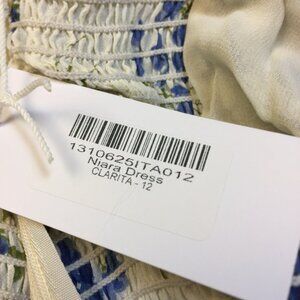 1310625ITA012
Niara Dress
CLARITA - 12